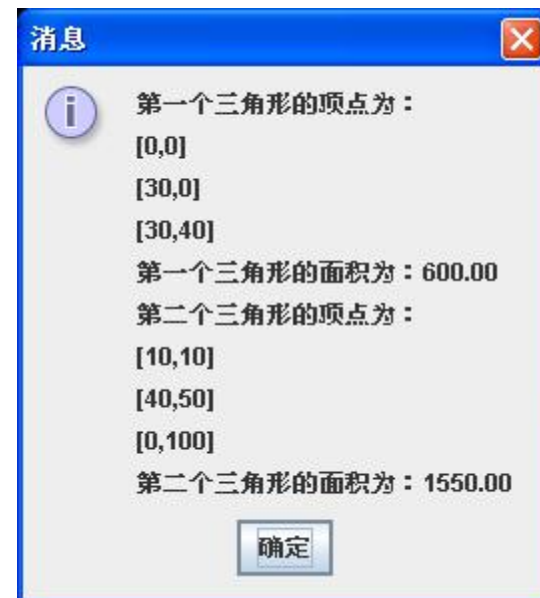 消息
第一个三角形的顶点为：
[0,0]
[30,0]
[30,40]
第一个三角形的面积为：600.00
第二个三角形的顶点为：
[10,10]
[40,50]
[0,100]
第二个三角形的面积为：1550.00
确定